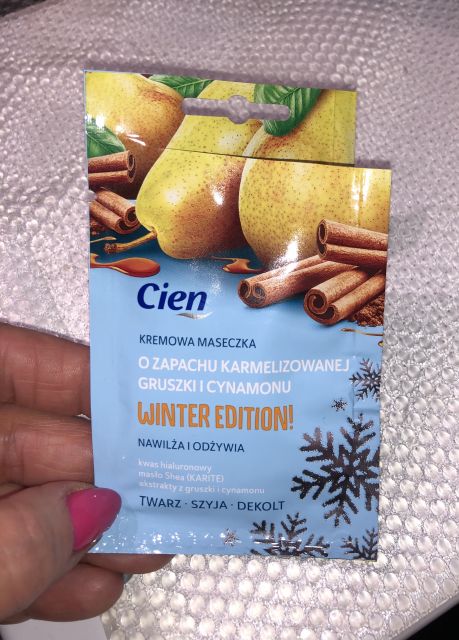 Cien
KREMOWA MASECZKA
O ZAPACHU KARMELIZOWANEJ
GRUSZKI I CYNAMONU
WINTER EDITION!
NAWILŻA I ODŻYWIA
kwas hialuronowy
masło Shea (KARITE)
ekstrakty z gruszki i cynamonu
TWARZ · SZYJA · DEKOLT